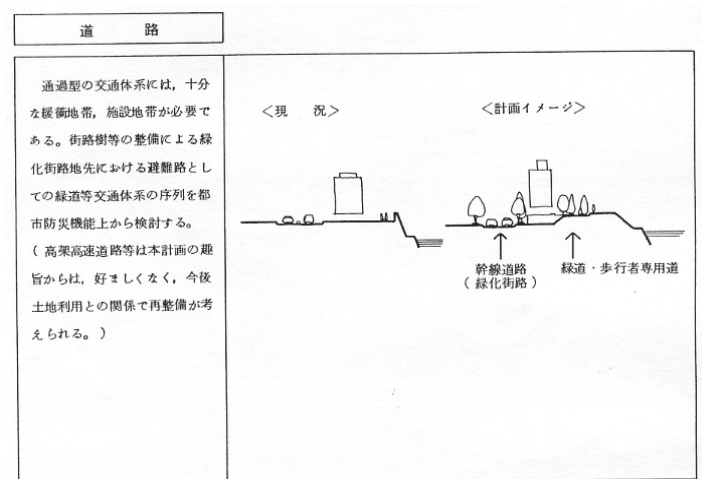 道 路
通過型の交通体系には，十分
な緩衝地帯，施設地帯が必要で
ある。街路樹等の整備による緑
化街路地先における避難路とし
ての緑道等交通体系の序列を都
市防災機能上から検討する。
（高架高速道路等は本計画の趣
旨からは，好ましくなく，今後
土地利用との関係で再整備が考
えられる。）
＜現 況＞
＜計画イメージ＞
幹線道路
（緑化街路）
緑道・歩行者専用道